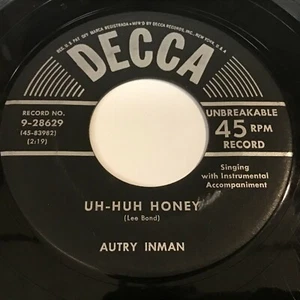 REG. U.S. PAT. OFF. MARCA REGISTRADA • MF'D BY DECCA RECORDS, INC., NEW YORK, U.S.A.
DECCA
RECORD NO.
9-28629
(45-83982)
(2:19)
UNBREAKABLE
45 RPM
RECORD
Singing
with Instrumental
Accompaniment
UH-HUH HONEY
(Lee Bond)
AUTRY INMAN